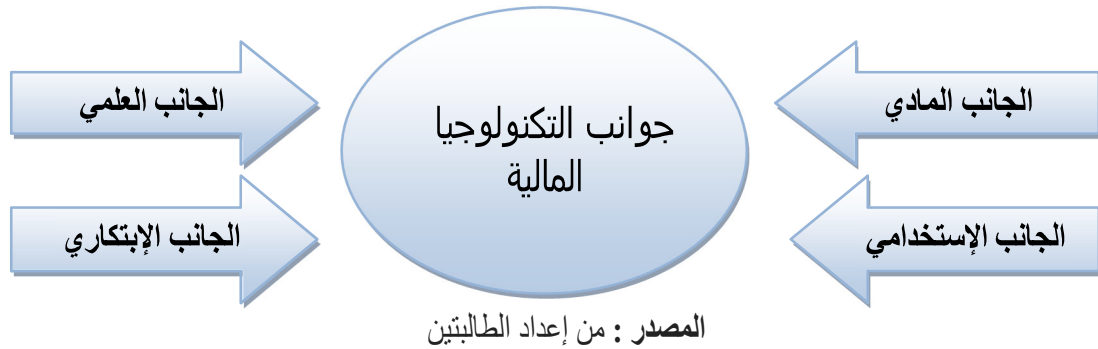 الجانب المادي
الجانب العلمي
جوانب التكنولوجيا
المالية
الجانب الإستخدامي
الجانب الإبتكاري
المصدر : من إعداد الطالبتين